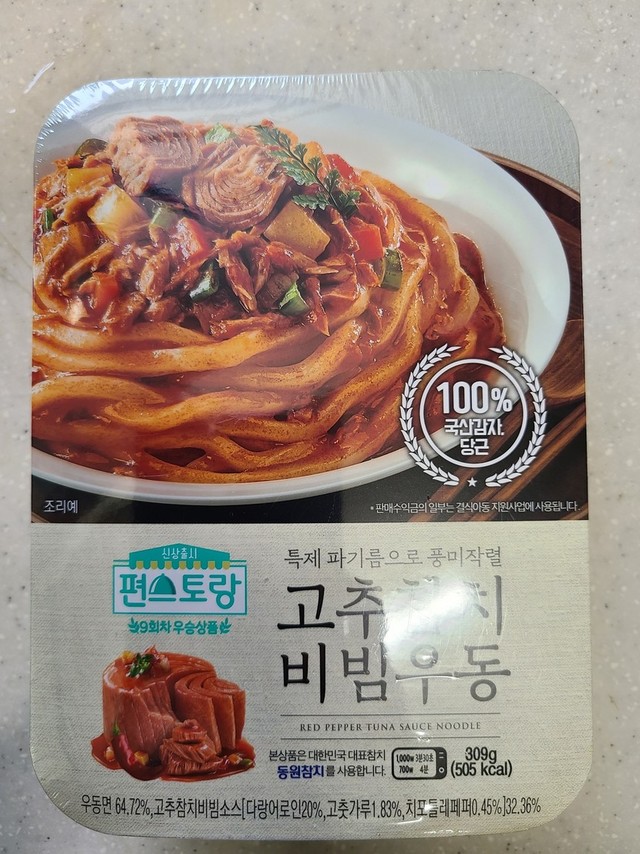 100%
국산감자,
당근
조리예
* 판매수익금의 일부는 결식아동 지원사업에 사용됩니다.
신상출시
편스토랑
9회차 우승상품
특제 파기름으로 풍미작렬
고추참치
비빔우동
RED PEPPER TUNA SAUCE NOODLE
본상품은 대한민국 대표참치
동원참치를 사용합니다.
1,000w 3분30초
700w 4분
309g
(505 kcal)
우동면 64.72%,고추참치비빔소스[다랑어로인20%,고춧가루1.83%,치포틀레페퍼0.45%]32.36%